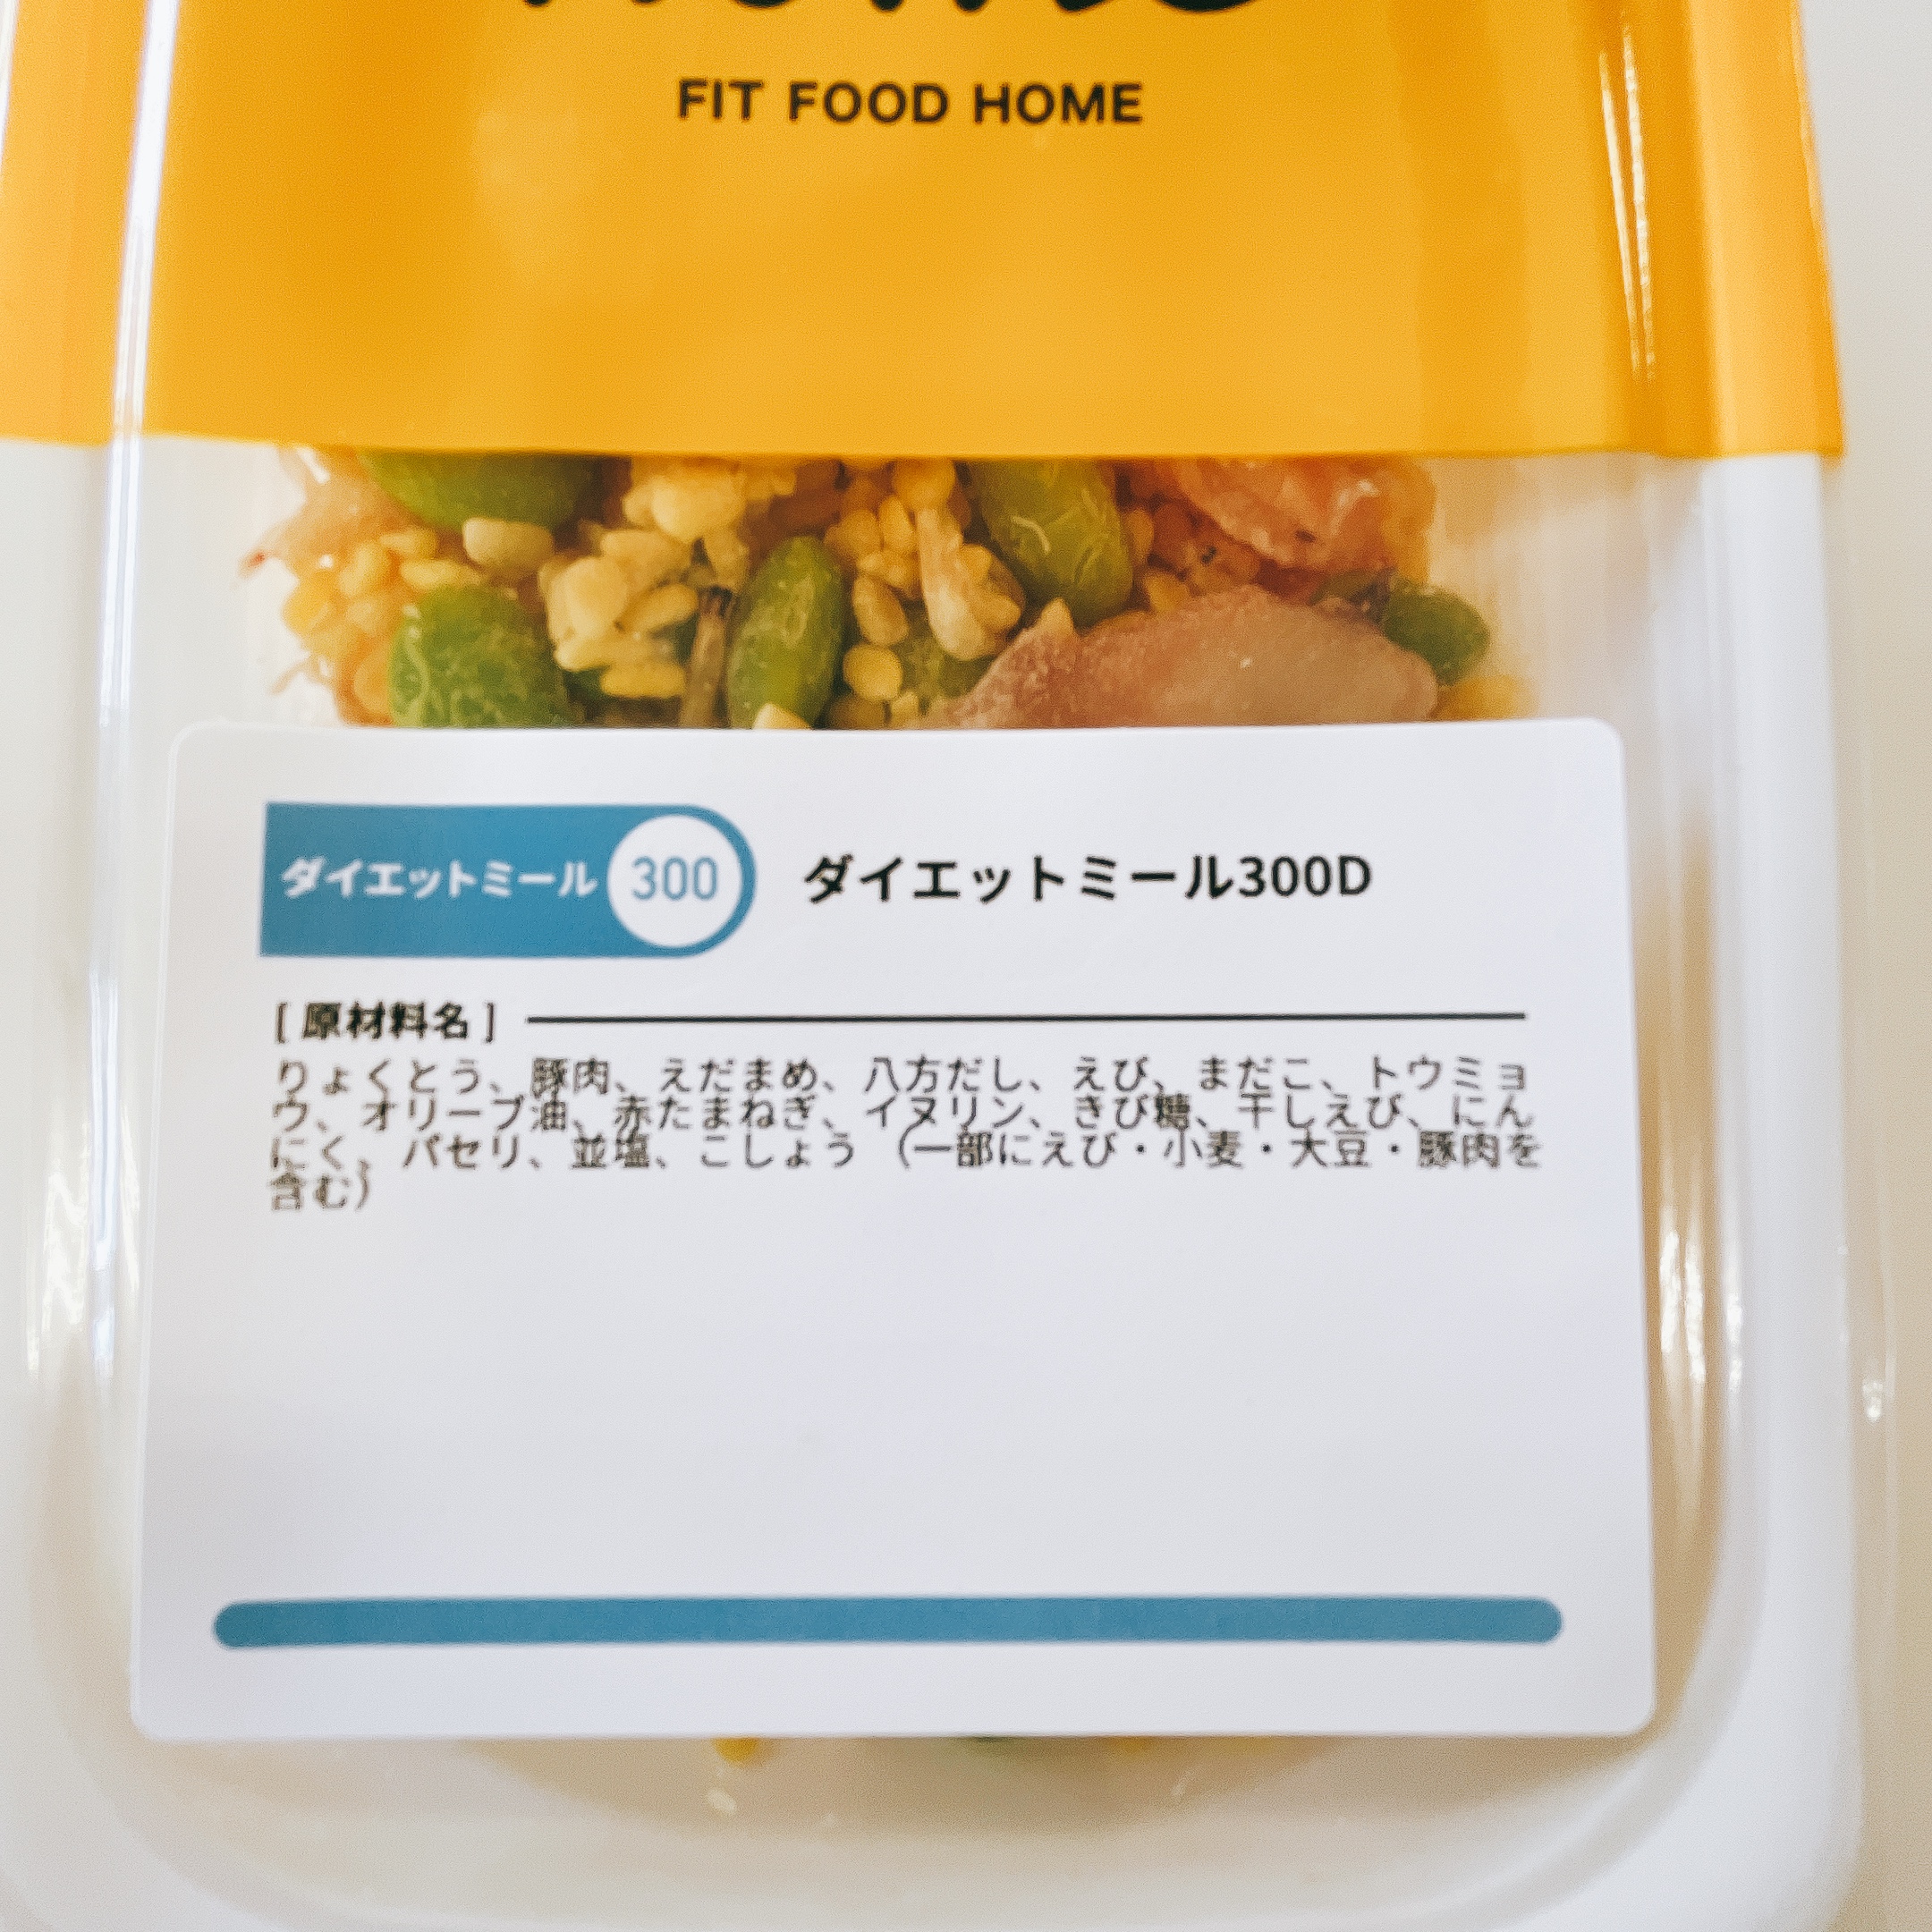 FIT FOOD HOME
ダイエットミール 300 ダイエットミール300D
[ 原材料名 ]
りょくとう、豚肉、えだまめ、八方だし、えび、まだこ、トウミョ
ウ、オリーブ油、赤たまねぎ、イヌリン、きび糖、干しえび、にん
にく、パセリ、並塩、こしょう （一部にえび・小麦・大豆・豚肉を
含む）